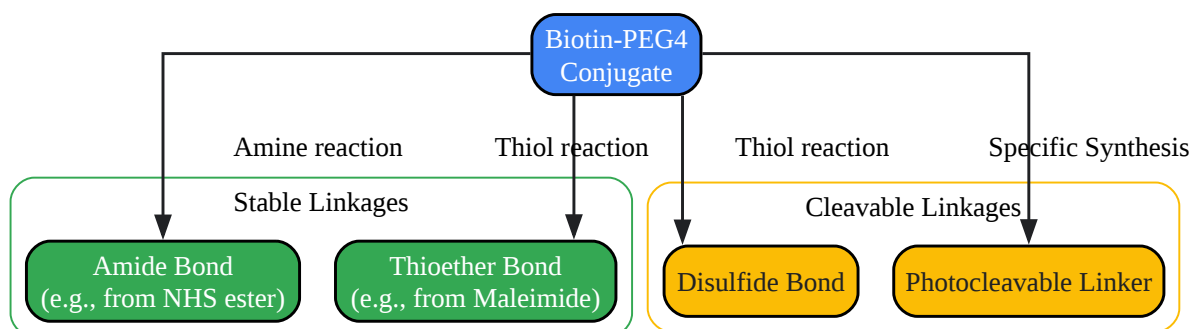 Biotin-PEG4
Conjugate
Amine reaction
Thiol reaction
Thiol reaction
Specific Synthesis
Stable Linkages
Cleavable Linkages
Amide Bond
(e.g., from NHS ester)
Thioether Bond
(e.g., from Maleimide)
Disulfide Bond
Photocleavable Linker